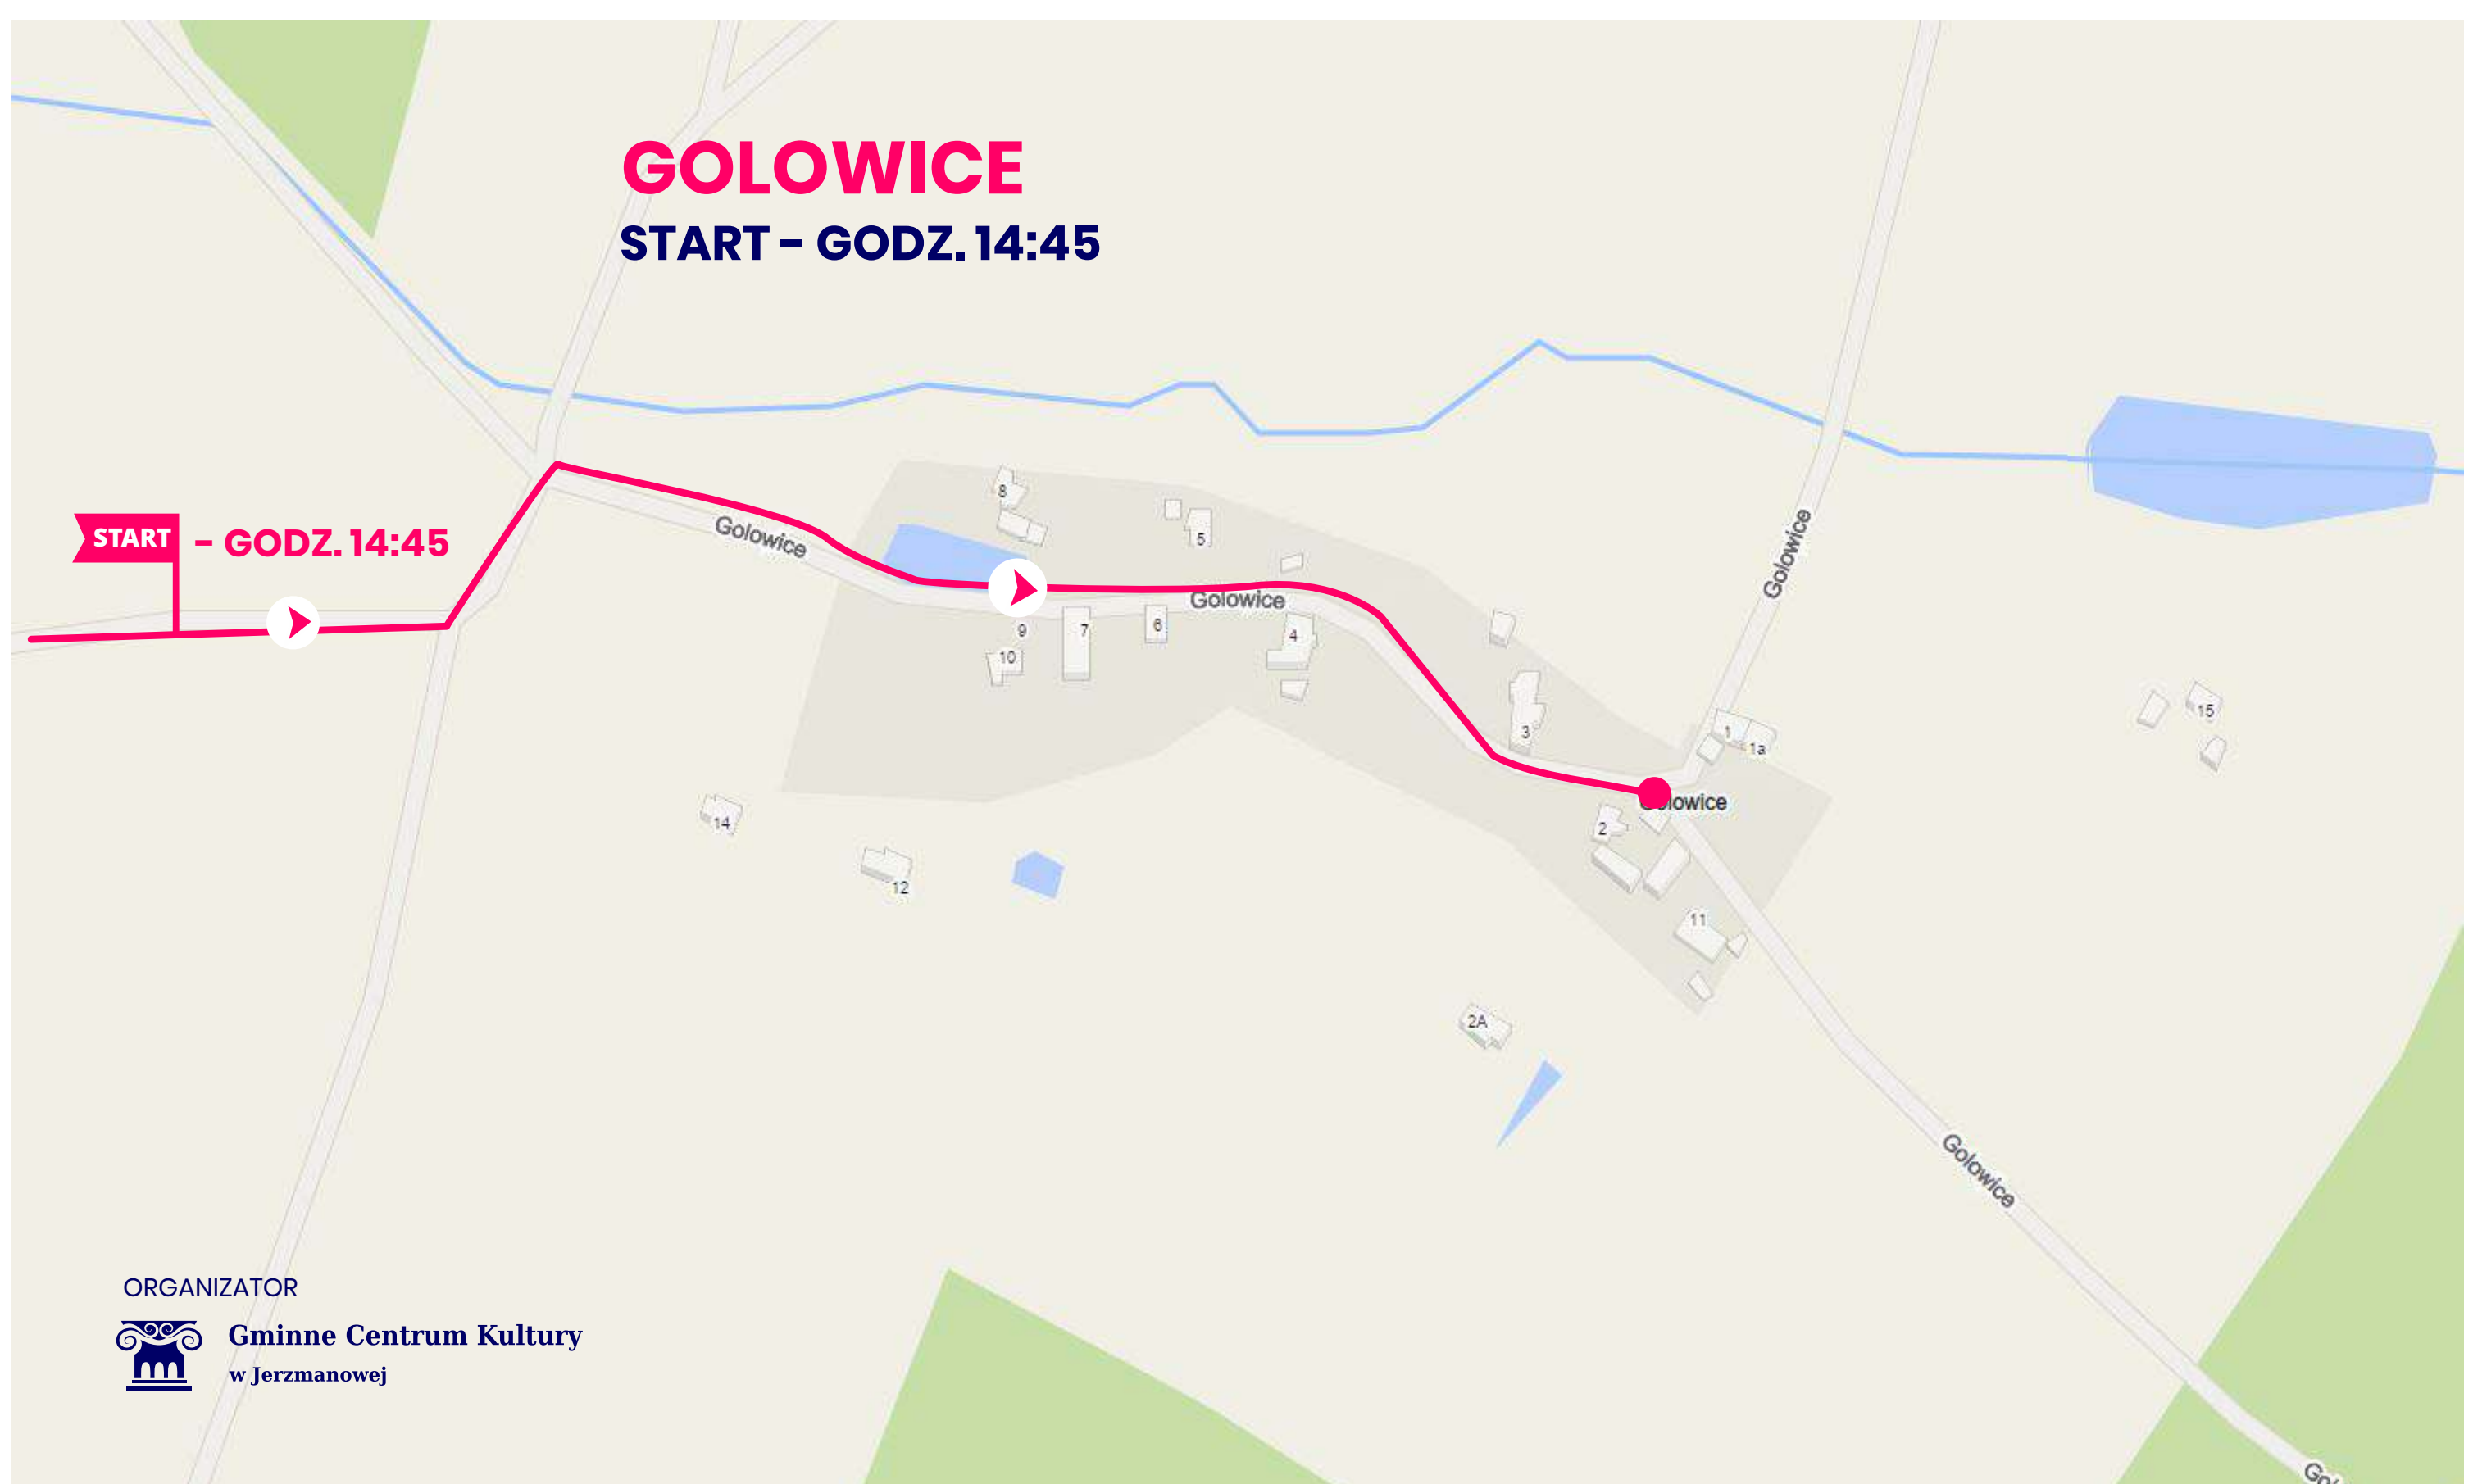 GOLOWICE
START – GODZ. 14:45
START
– GODZ. 14:45
Golowice
Golowice
Golowice
8
5
9
7
6
4
10
3
1
1a
15
Golowice
2
14
12
11
2A
Golowice
ORGANIZATOR
Gminne Centrum Kultury
w Jerzmanowej